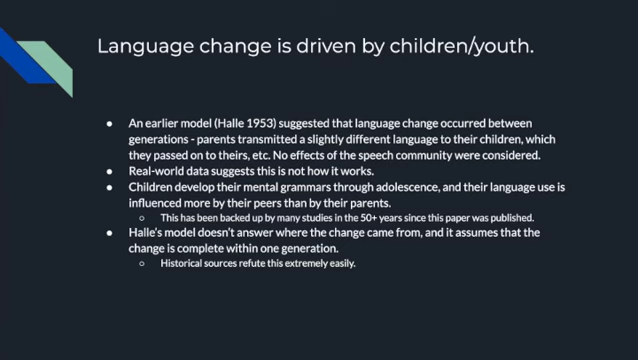 Language change is driven by children/youth.
● An earlier model (Halle 1953) suggested that language change occurred between
generations - parents transmitted a slightly different language to their children, which
they passed on to theirs, etc. No effects of the speech community were considered.
● Real-world data suggests this is not how it works.
● Children develop their mental grammars through adolescence, and their language use is
influenced more by their peers than by their parents.
○ This has been backed up by many studies in the 50+ years since this paper was published.
● Halle's model doesn't answer where the change came from, and it assumes that the
change is complete within one generation.
○ Historical sources refute this extremely easily.